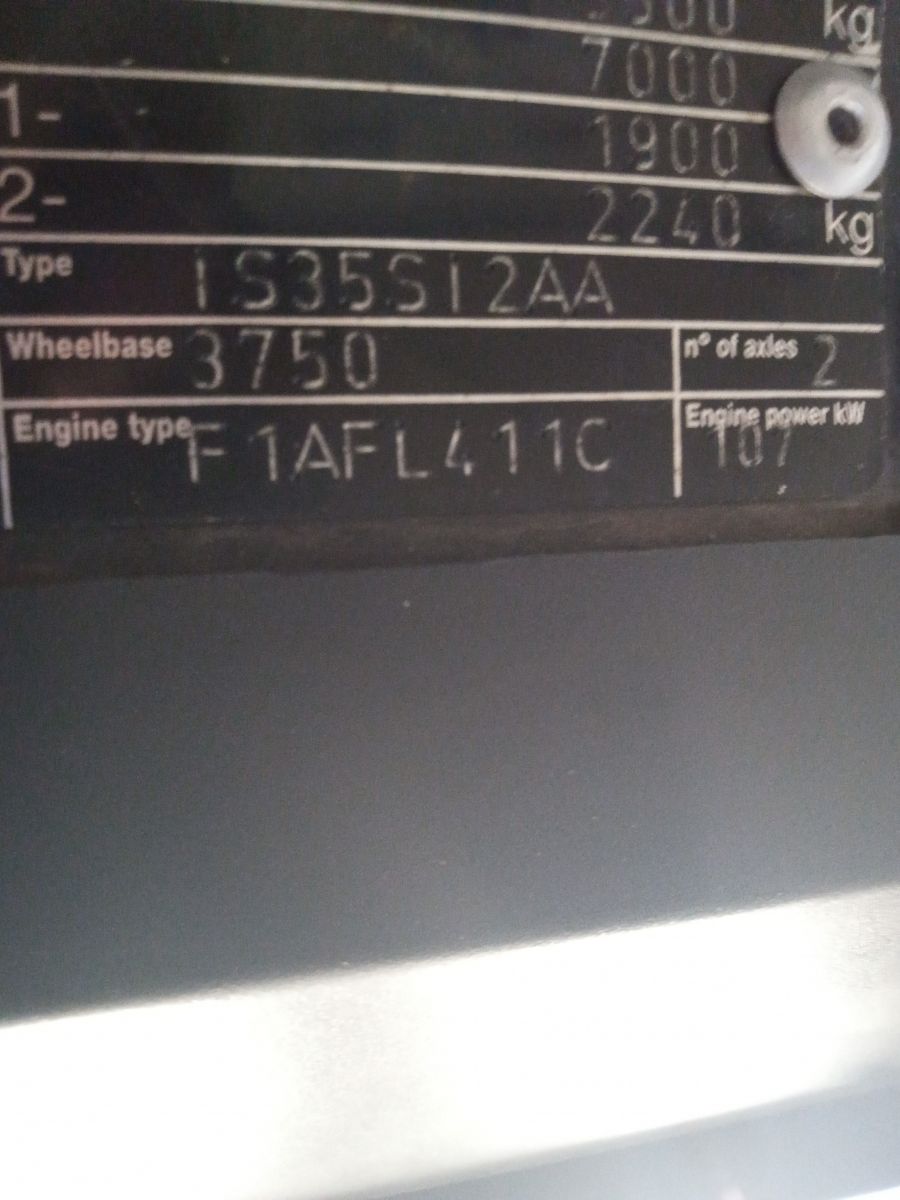 kg
7000
1- 1900
2- 2240 kg
Type IS35SI2AA
Wheelbase 3750 n° of axles 2
Engine type F1AFL411C Engine power kW 107